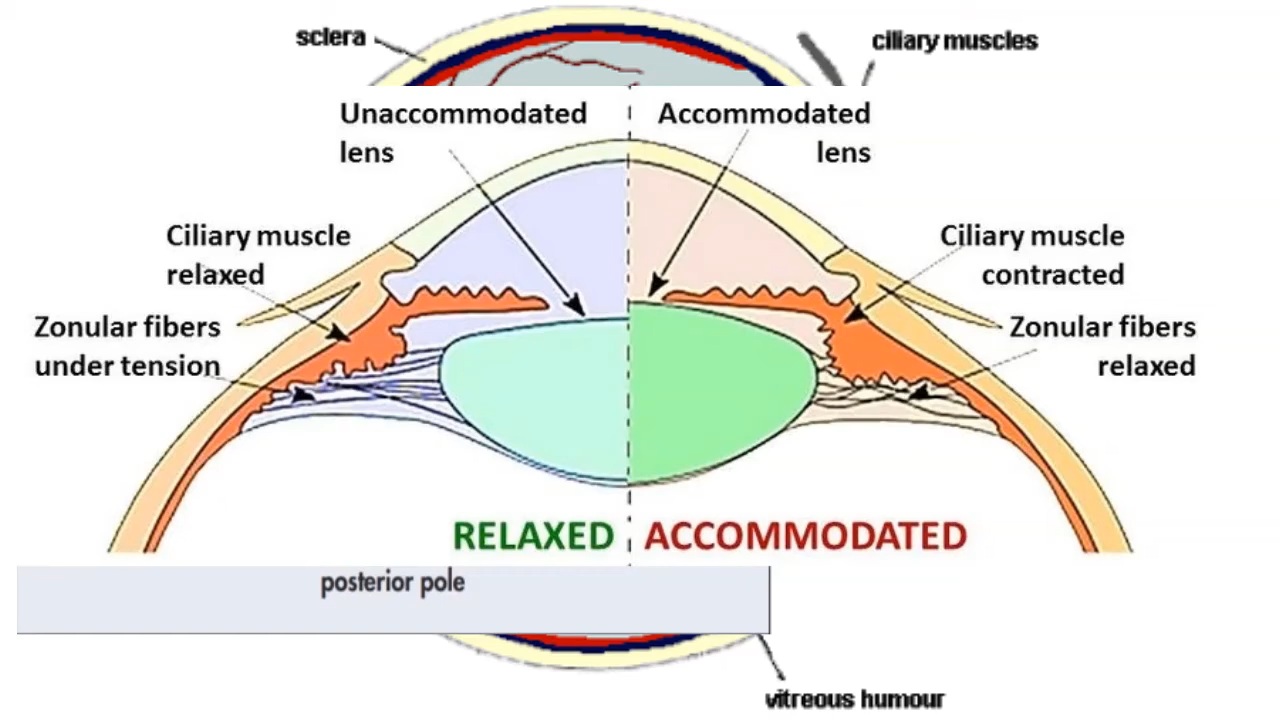 sclera
ciliary muscles
Unaccommodated
lens
Accommodated
lens
Ciliary muscle
relaxed
Ciliary muscle
contracted
Zonular fibers
under tension
Zonular fibers
relaxed
RELAXED
ACCOMMODATED
posterior pole
vitreous humour